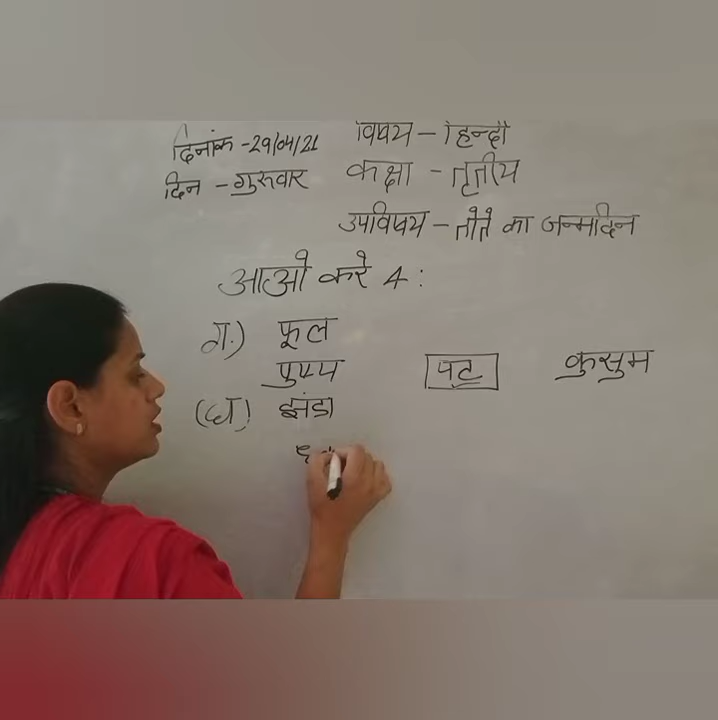 दिनांक -29/04/21 विषय - हिन्दी
दिन - गुरुवार कक्षा - तृतीय
उपविषय - तोते का जन्मदिन
आओ करे 4 :
ग.) फूल
पुष्प पट कुसुम
(घ) झंडा